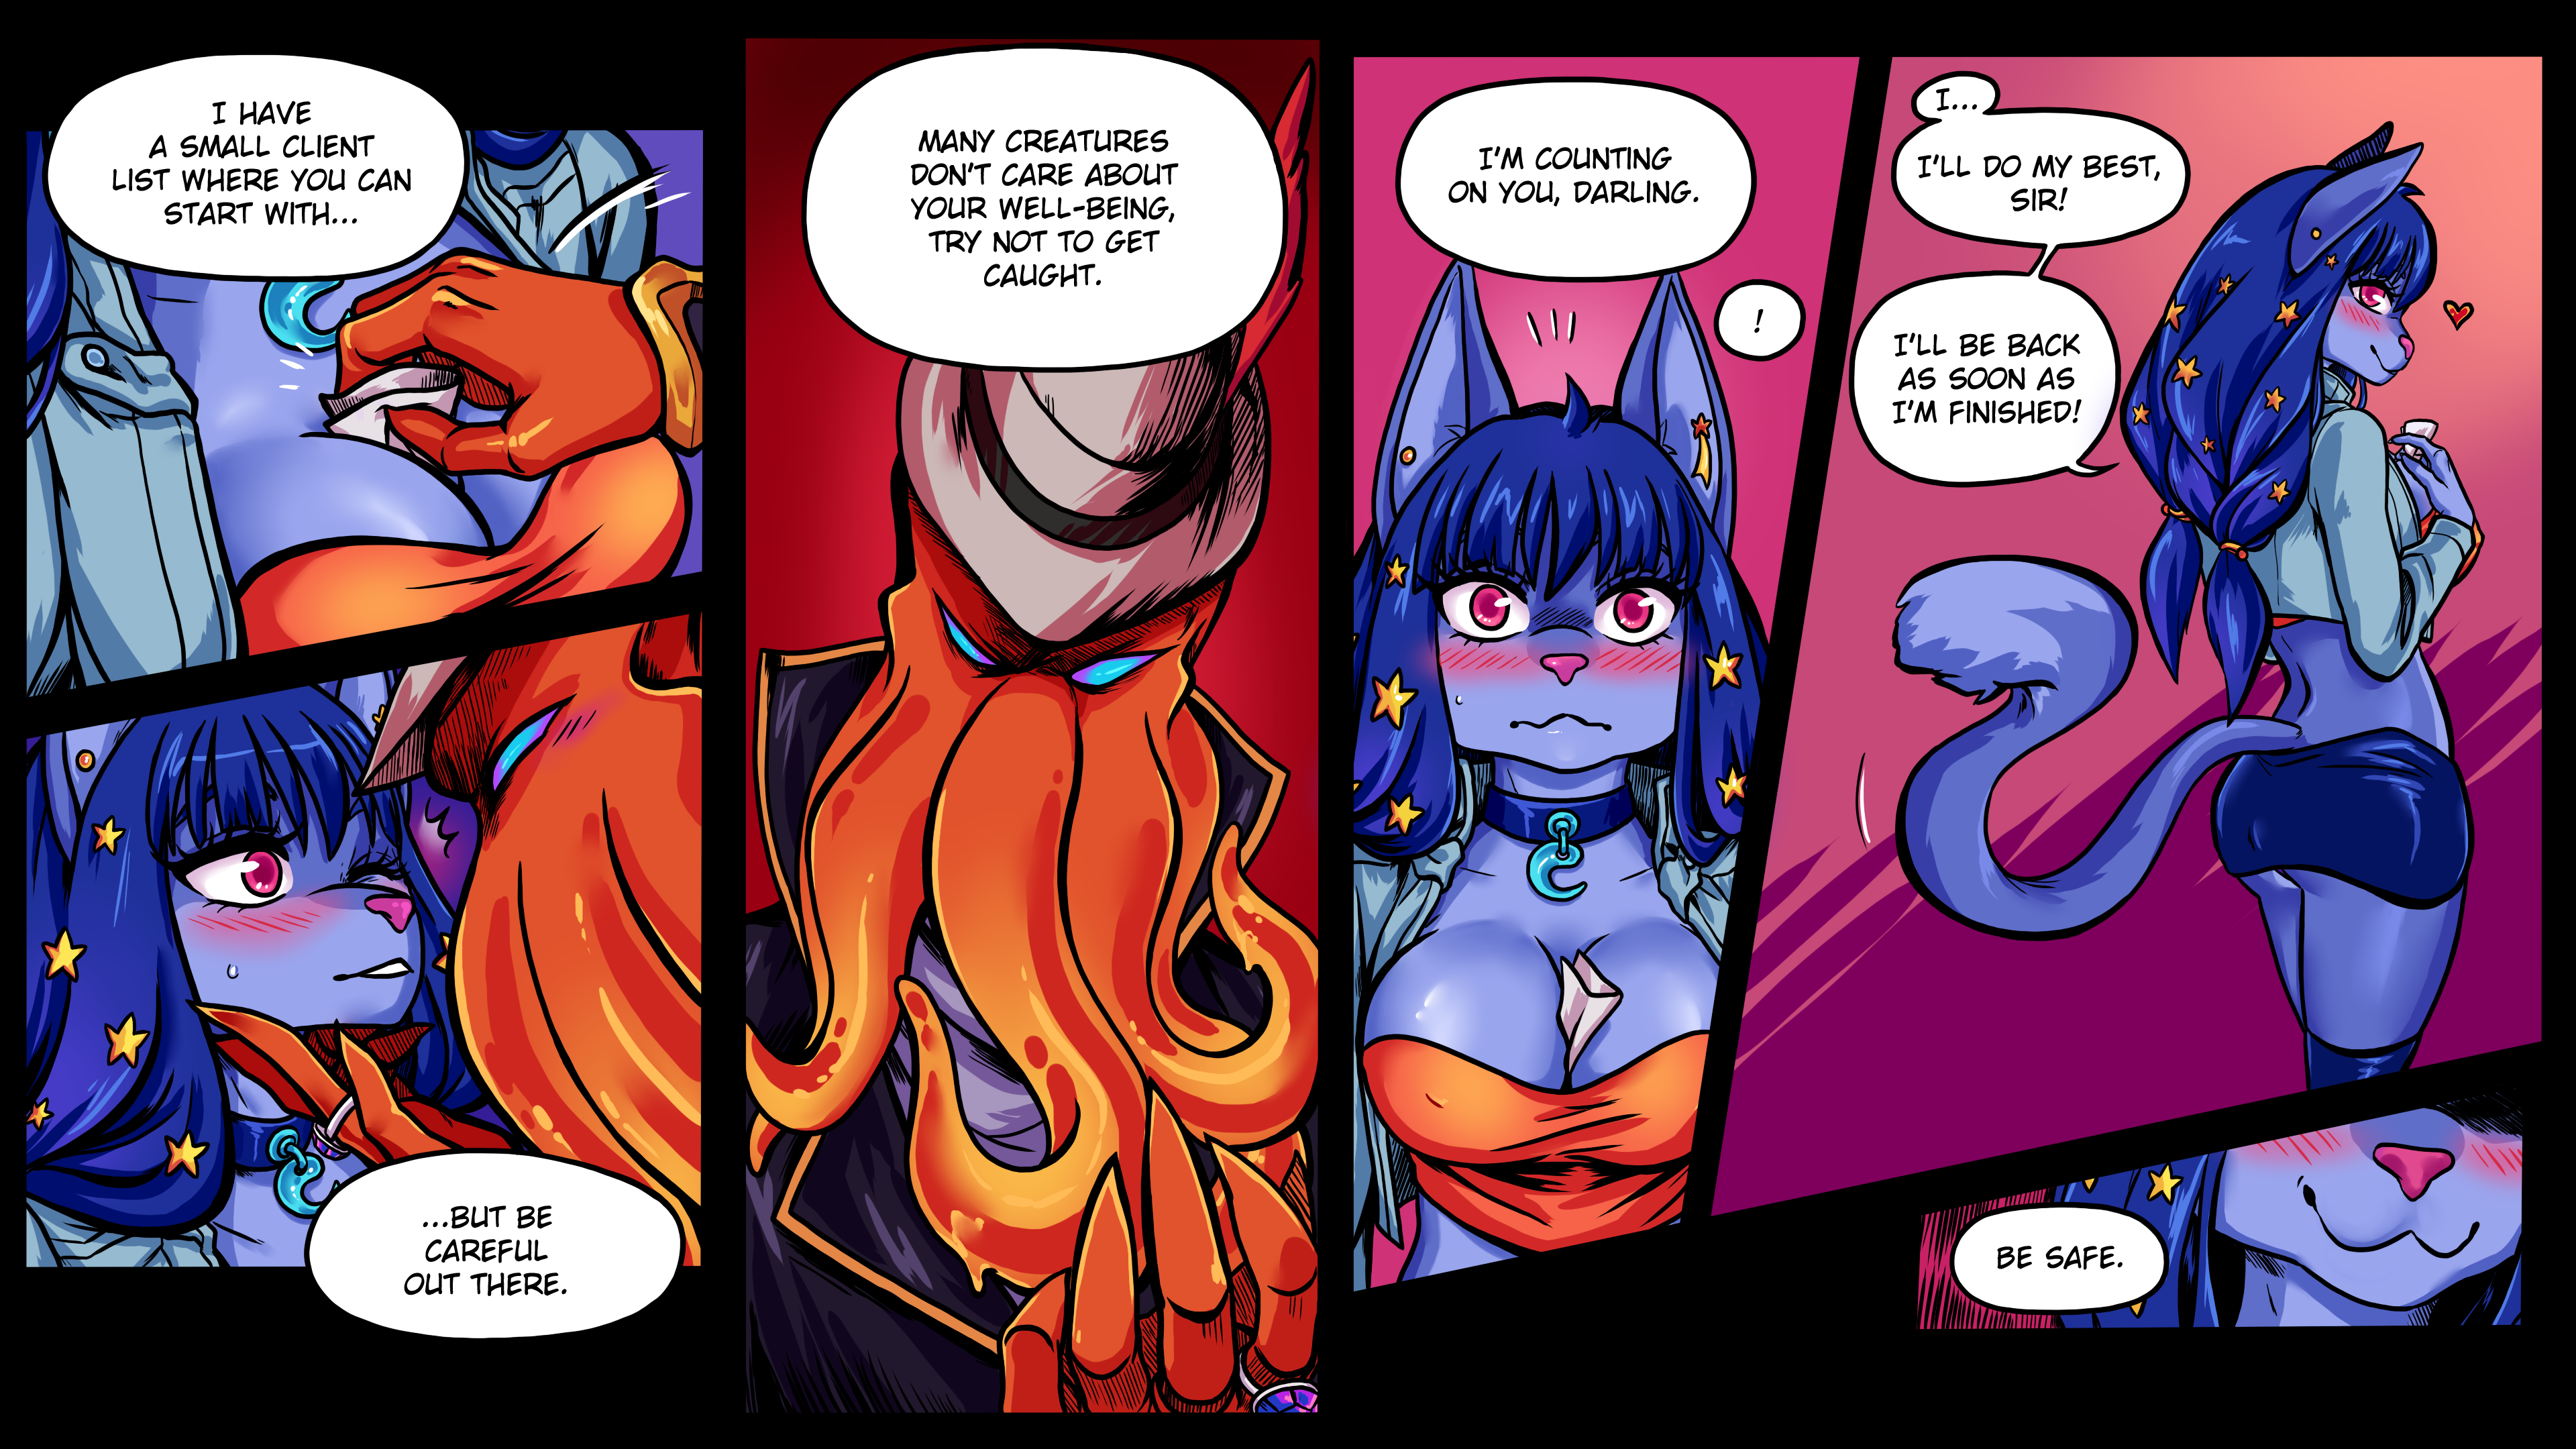 I HAVE
A SMALL CLIENT
LIST WHERE YOU CAN
START WITH...
...BUT BE
CAREFUL
OUT THERE.
MANY CREATURES
DON'T CARE ABOUT
YOUR WELL-BEING,
TRY NOT TO GET
CAUGHT.
I'M COUNTING
ON YOU, DARLING.
!
I...
I'LL DO MY BEST,
SIR!
I'LL BE BACK
AS SOON AS
I'M FINISHED!
BE SAFE.